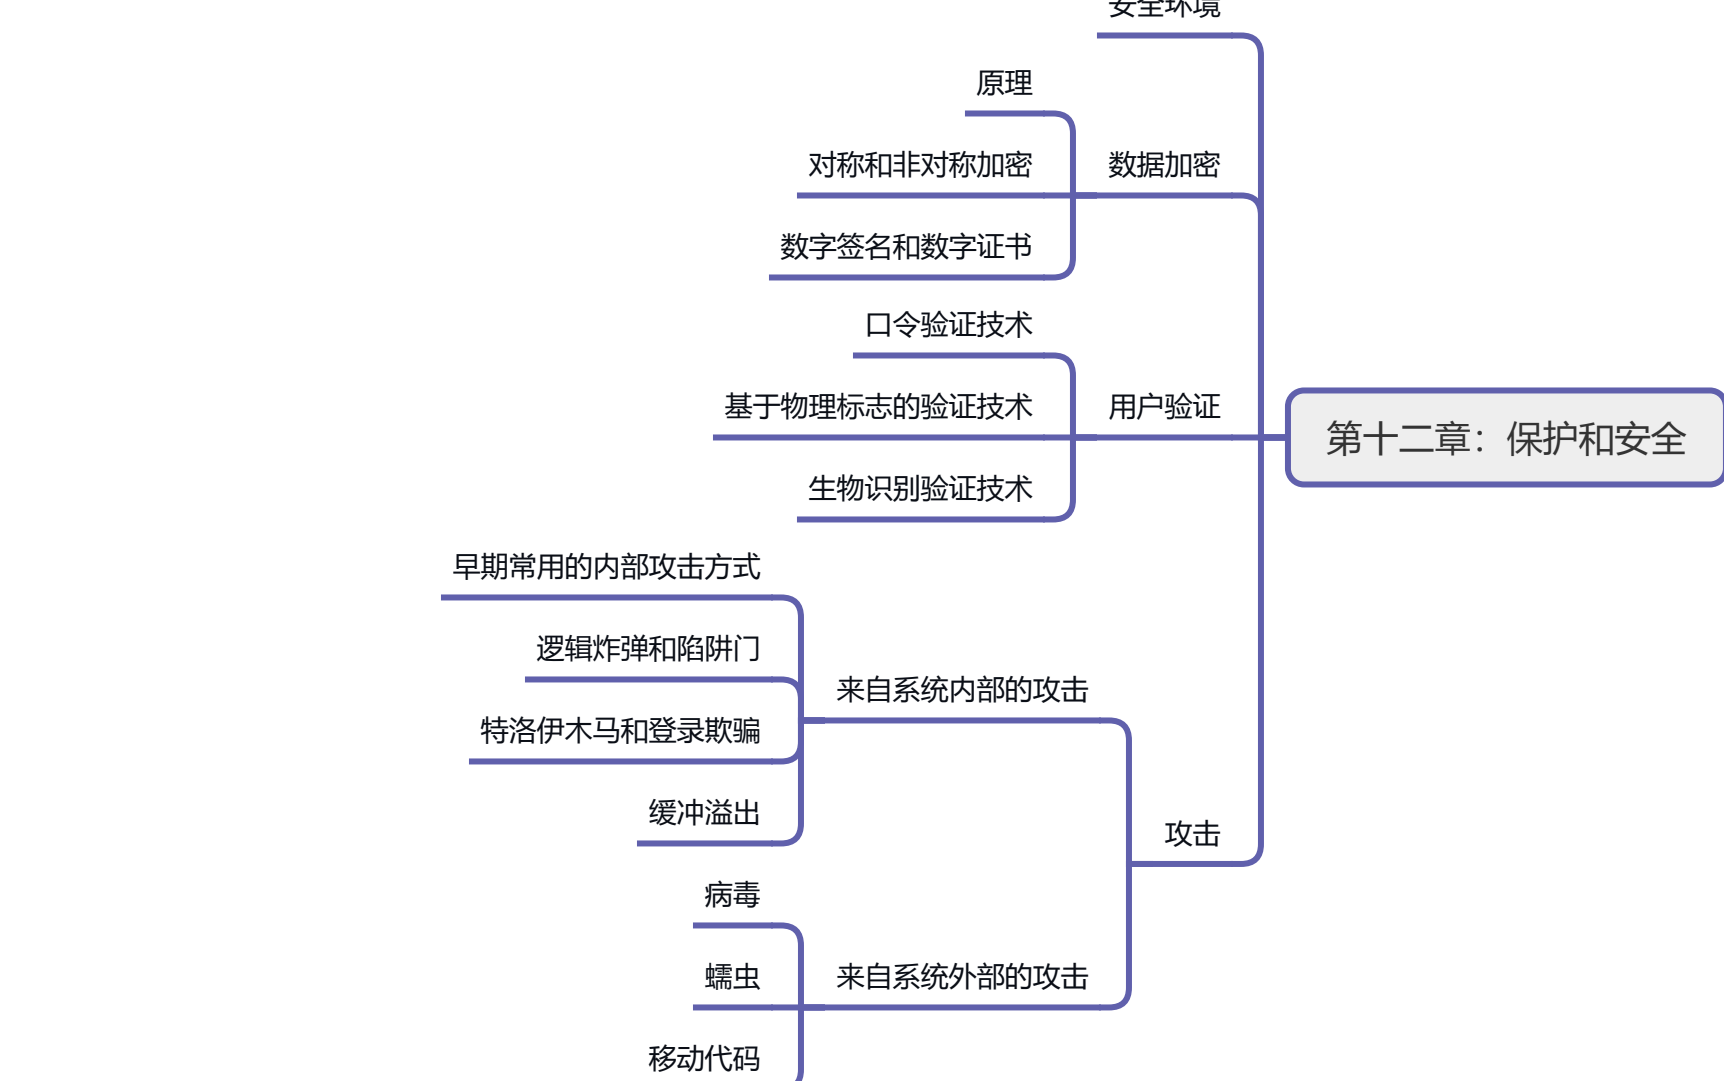 安全环境
原理
对称和非对称加密
数据加密
数字签名和数字证书
口令验证技术
基于物理标志的验证技术
用户验证
第十二章：保护和安全
生物识别验证技术
早期常用的内部攻击方式
逻辑炸弹和陷阱门
来自系统内部的攻击
特洛伊木马和登录欺骗
缓冲溢出
攻击
病毒
蠕虫
来自系统外部的攻击
移动代码